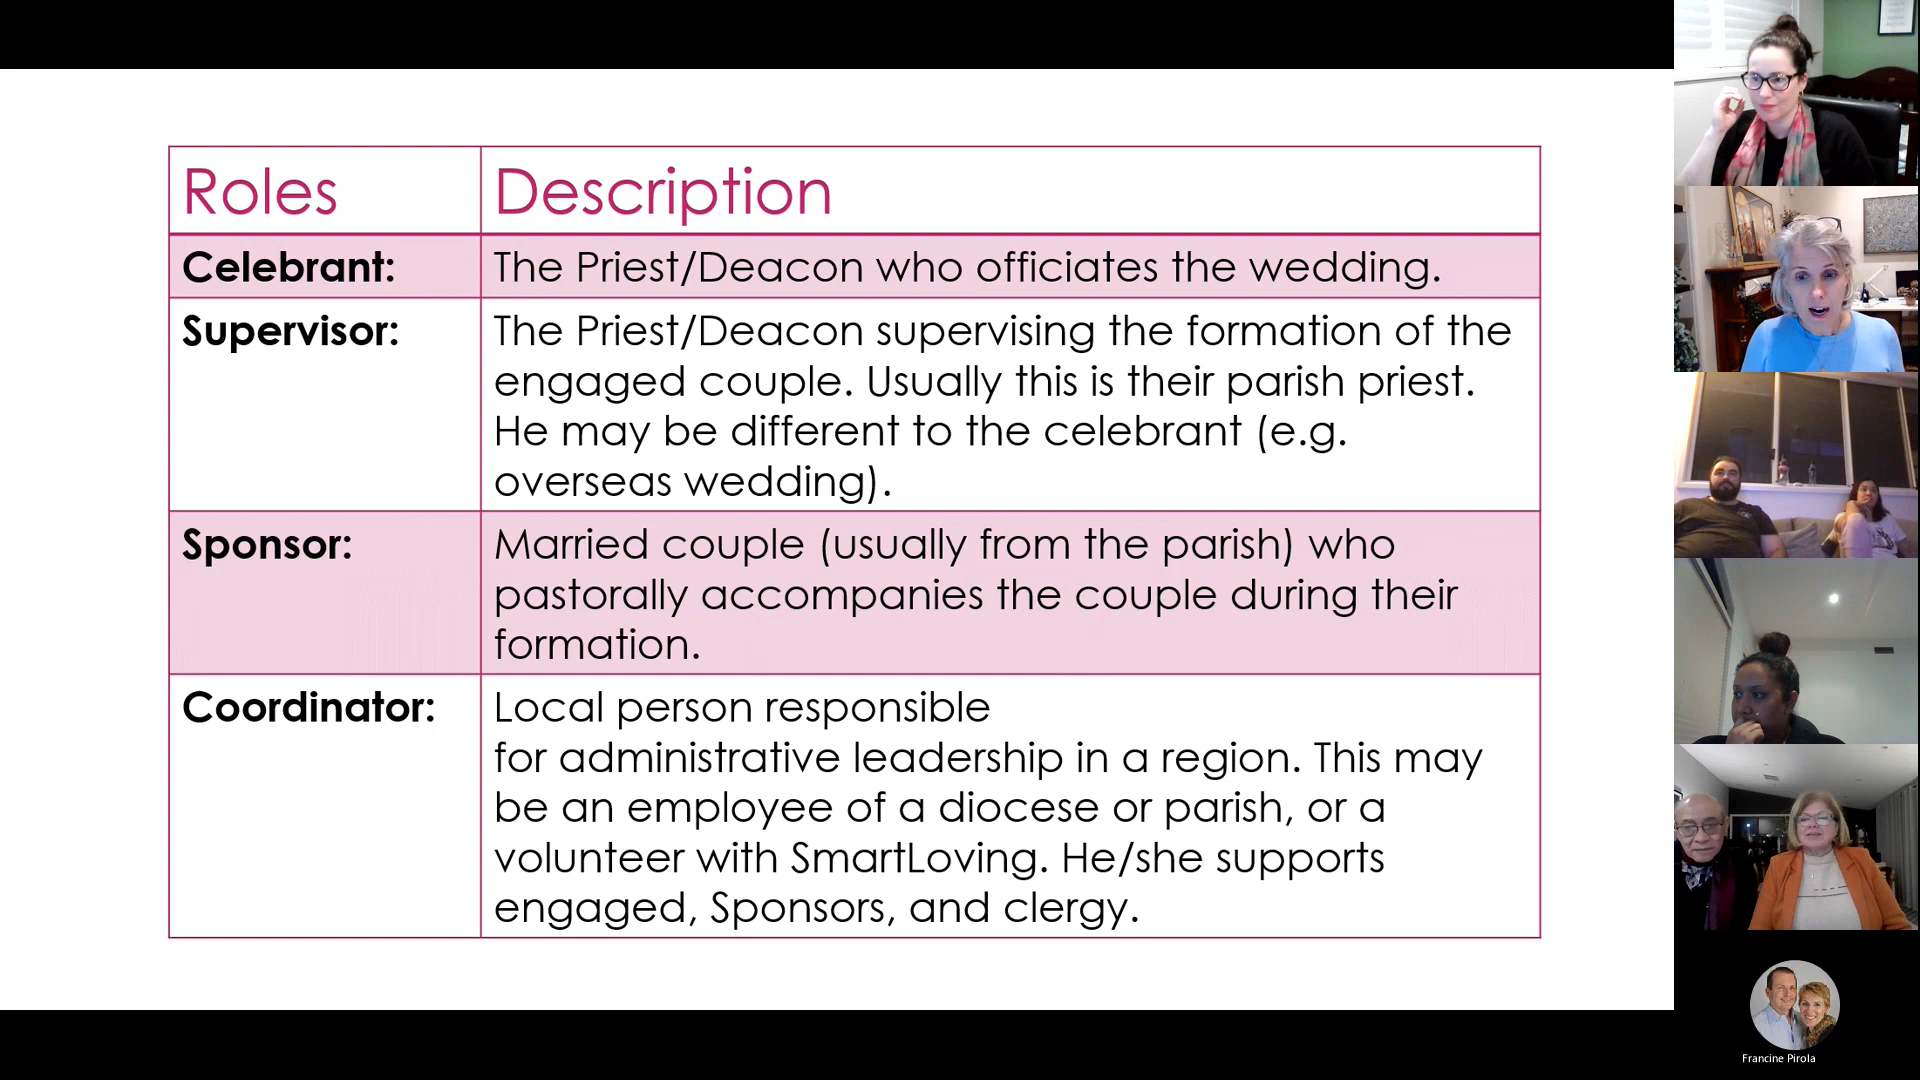 Roles
Description
Celebrant:
The Priest/Deacon who officiates the wedding.
Supervisor:
The Priest/Deacon supervising the formation of the
engaged couple. Usually this is their parish priest.
He may be different to the celebrant (e.g.
overseas wedding).
Sponsor:
Married couple (usually from the parish) who
pastorally accompanies the couple during their
formation.
Coordinator:
Local person responsible
for administrative leadership in a region. This may
be an employee of a diocese or parish, or a
volunteer with SmartLoving. He/she supports
engaged, Sponsors, and clergy.
Francine Pirola